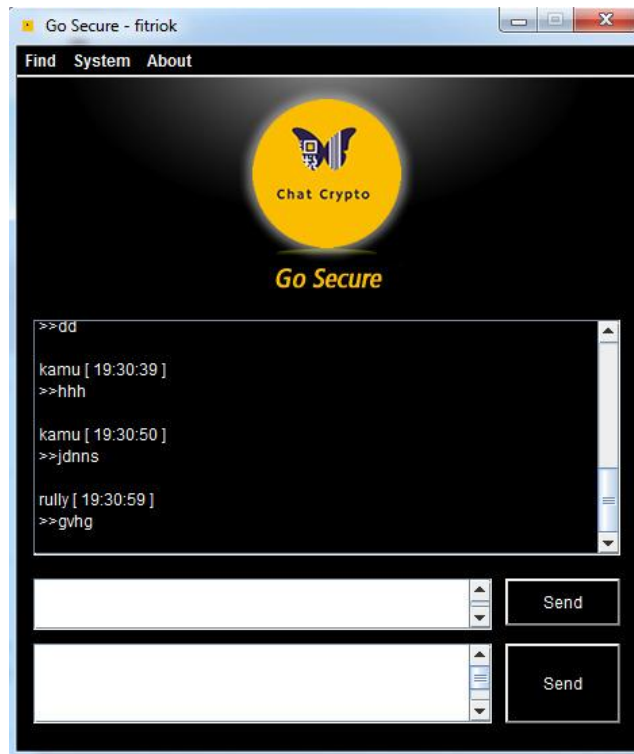 Go Secure - fitriok
Find System About
Chat Crypto
Go Secure
>>dd
kamu [ 19:30:39 ]
>>hhh
kamu [ 19:30:50 ]
>>jdnns
rully [ 19:30:59 ]
>>gvhg
Send
Send